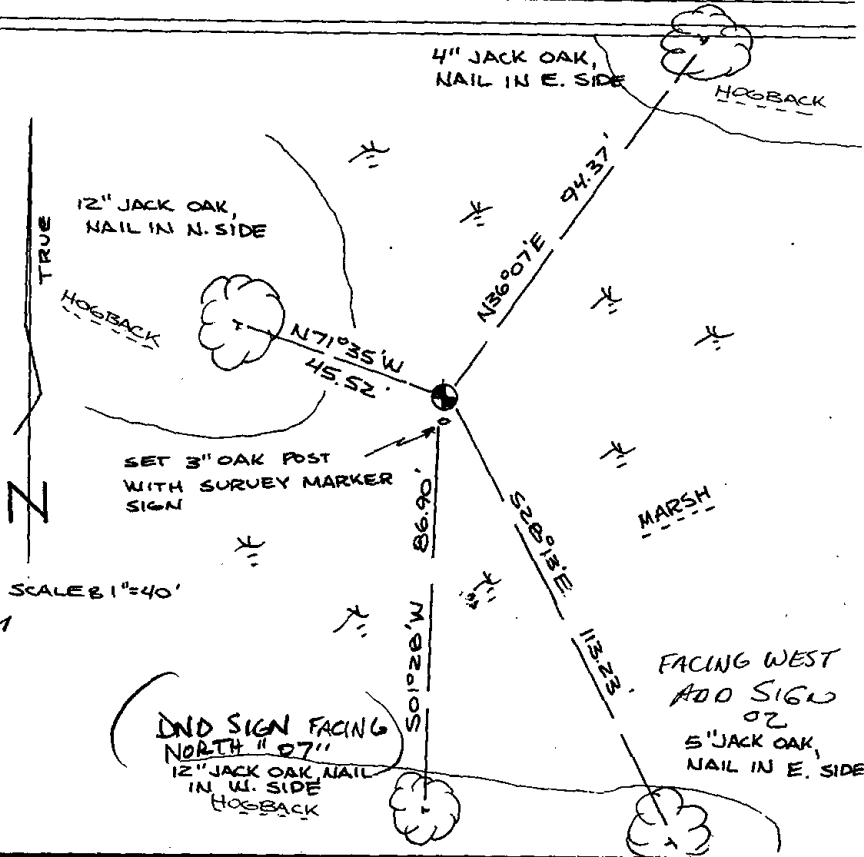 4" JACK OAK,
NAIL IN E. SIDE
HOGBACK
12" JACK OAK,
NAIL IN N. SIDE
TRUE
HOGBACK
94.37'
N36°07'E
N71°35'W
45.52'
SET 3" OAK POST
WITH SURVEY MARKER
SIGN
86.90'
S01°28'W
S28°13'E
113.23'
MARSH
N
SCALE 1"=40'
FACING WEST
ADD SIGN
5" JACK OAK,
NAIL IN E. SIDE
SIGN FACING
NORTH "07"
12" JACK OAK, NAIL
IN W. SIDE
HOGBACK